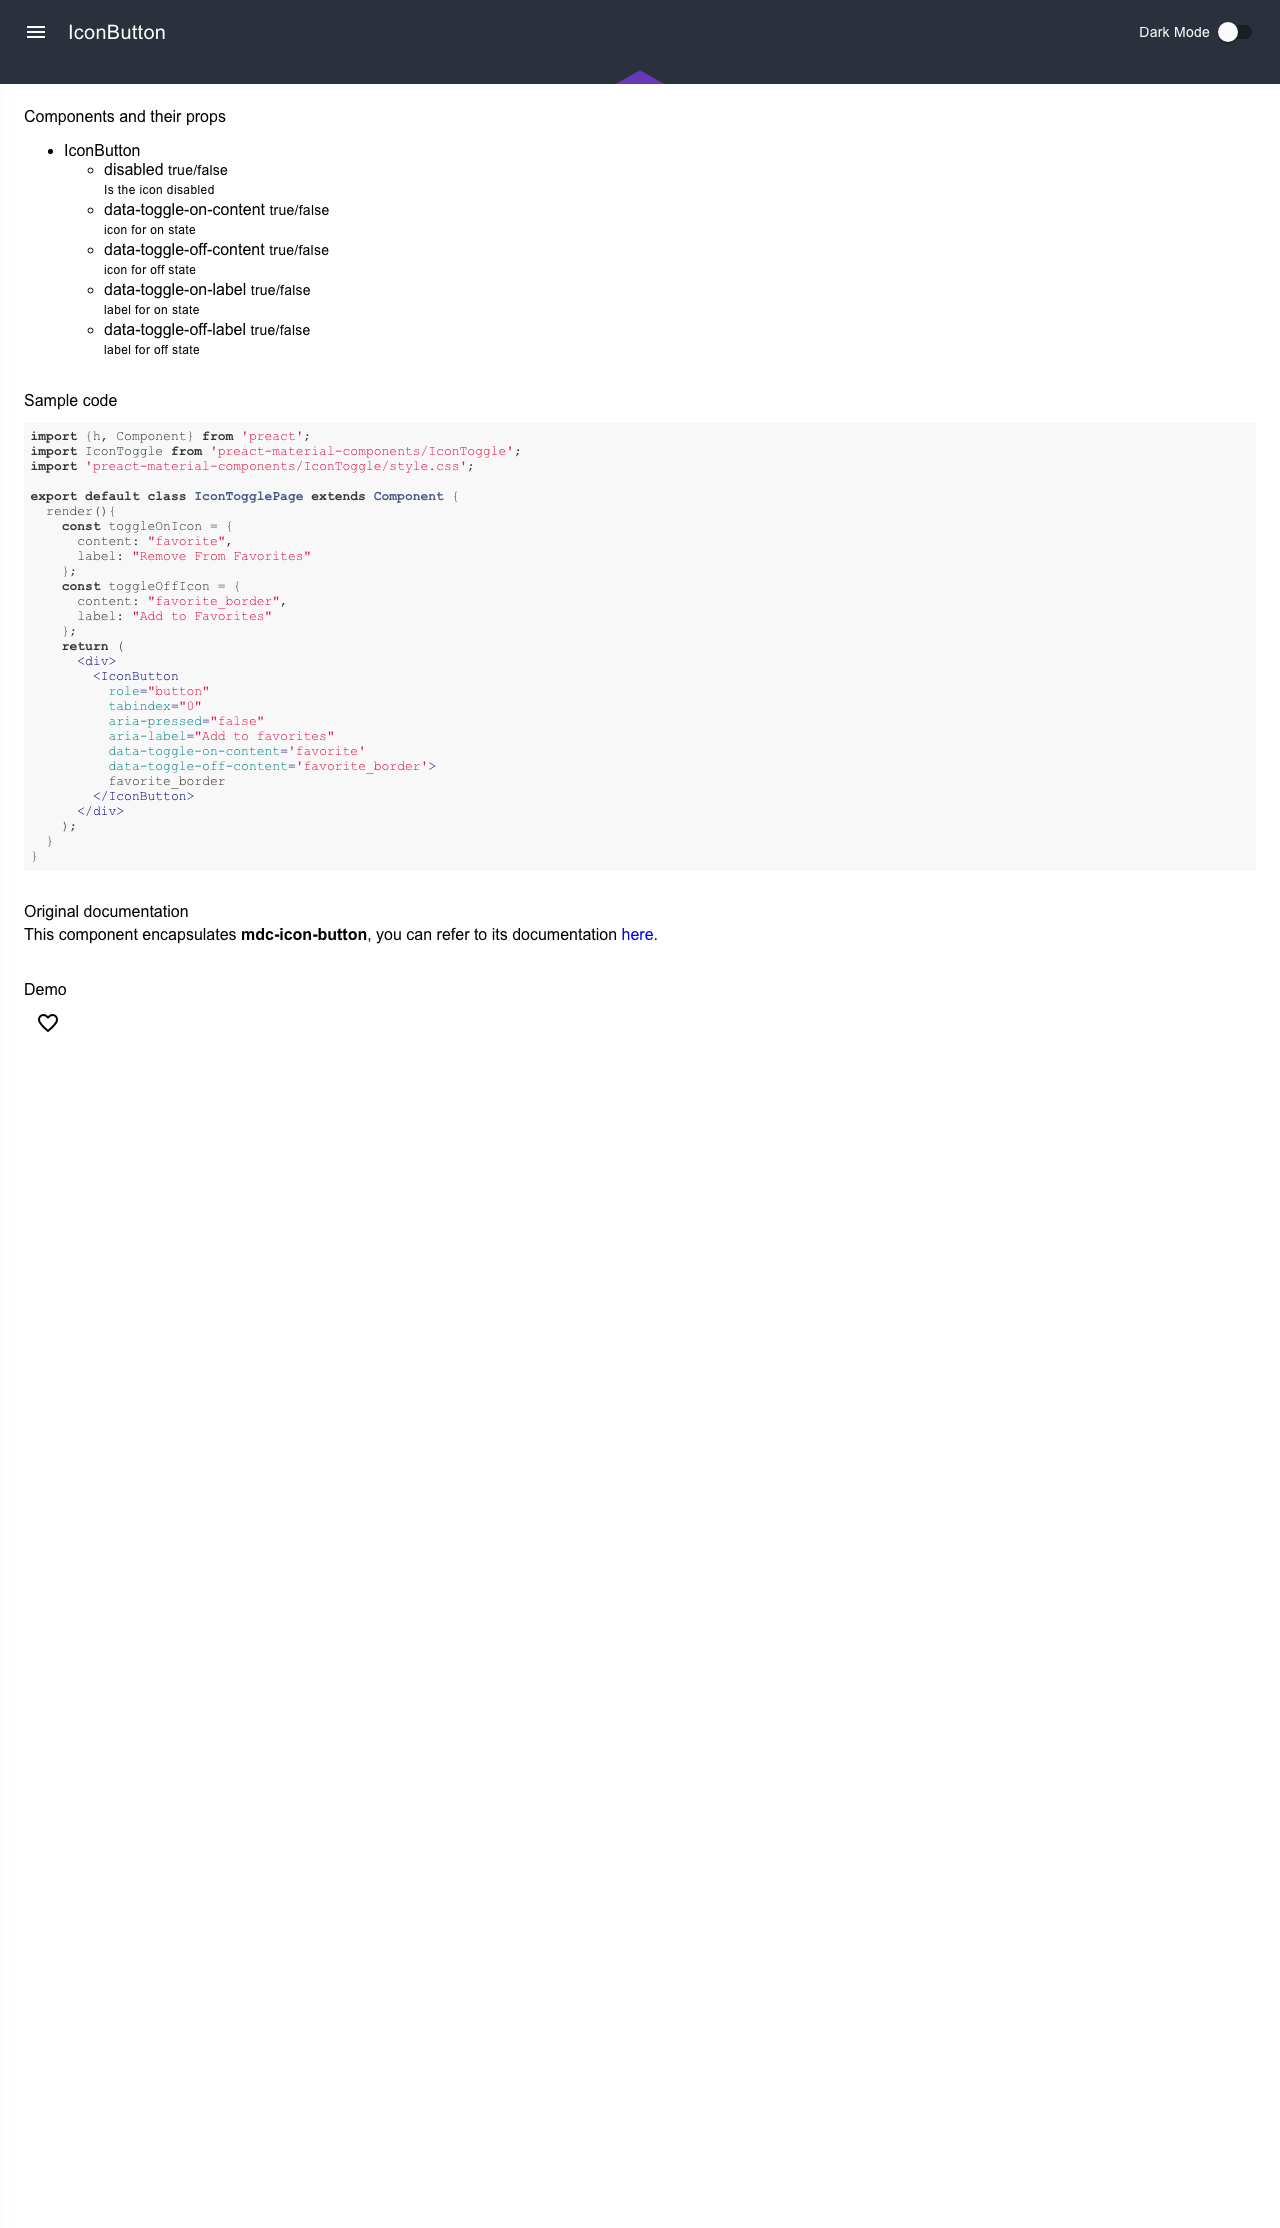 IconButton
Dark Mode
Components and their props
IconButton
disabled true/false
Is the icon disabled
data-toggle-on-content true/false
icon for on state
data-toggle-off-content true/false
icon for off state
data-toggle-on-label true/false
label for on state
data-toggle-off-label true/false
label for off state
Sample code
import {h, Component} from 'preact';
import IconToggle from 'preact-material-components/IconToggle';
import 'preact-material-components/IconToggle/style.css';
export default class IconTogglePage extends Component {
  render(){
    const toggleOnIcon = {
      content: "favorite",
      label: "Remove From Favorites"
    };
    const toggleOffIcon = {
      content: "favorite_border",
      label: "Add to Favorites"
    };
    return (
      <div>
        <IconButton
          role="button"
          tabindex="0"
          aria-pressed="false"
          aria-label="Add to favorites"
          data-toggle-on-content='favorite'
          data-toggle-off-content='favorite_border'>
          favorite_border
        </IconButton>
      </div>
    );
  }
}
Original documentation
This component encapsulates mdc-icon-button, you can refer to its documentation here.
Demo